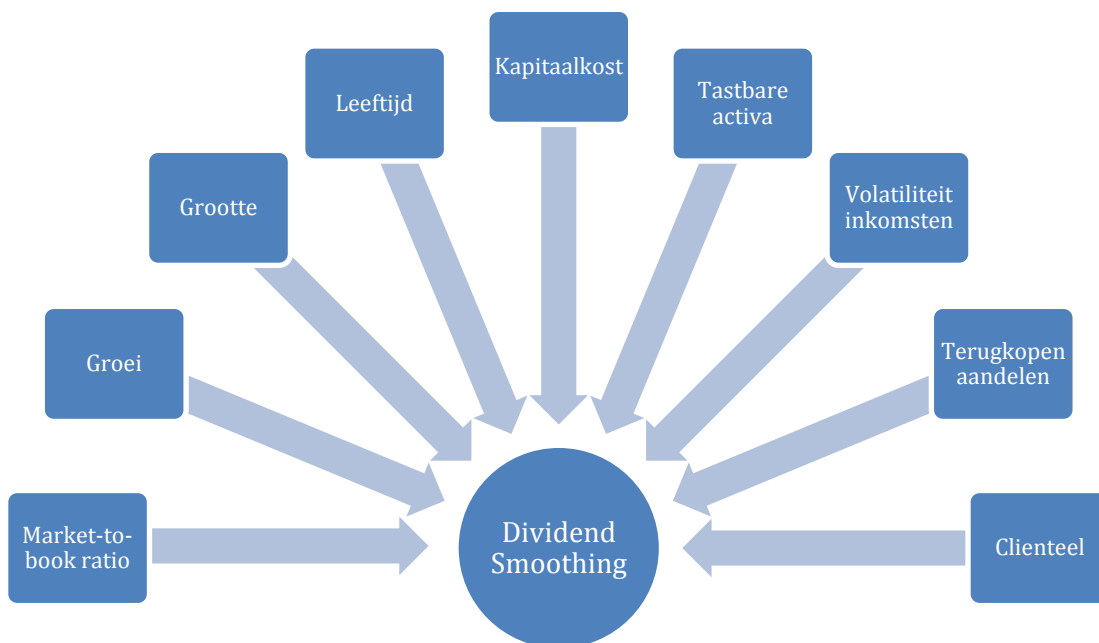 Kapitaalkost
Leeftijd
Tastbare
activa
Grootte
Volatiliteit
inkomsten
Groei
Terugkopen
aandelen
Market-to-
book ratio
Dividend
Smoothing
Clienteel